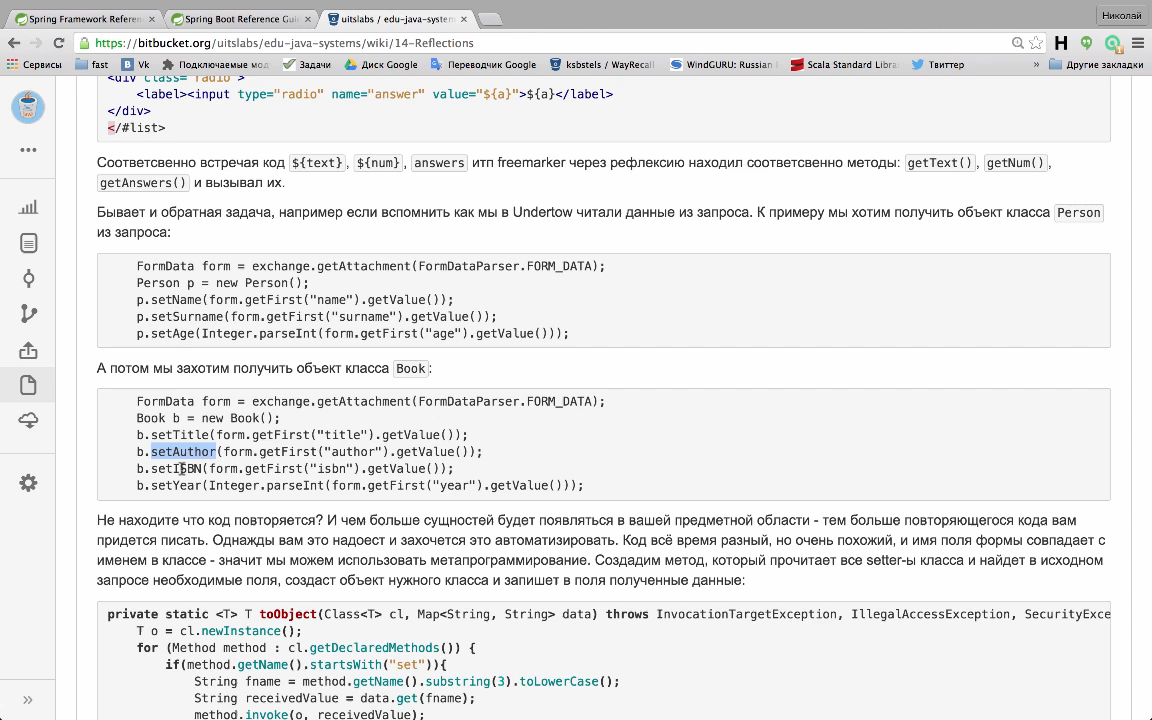 Spring Framework Referen
Spring Boot Reference Gui
uitslabs / edu-java-system
Николай
https://bitbucket.org/uitslabs/edu-java-systems/wiki/14-Reflections
Сервисы fast Vk Подключаемые мод Задачи Диск Google Переводчик Google ksbstels / WayRecall WindGURU: Russian Scala Standard Libra Твиттер » Другие закладки
<div class="radio">
<label><input type="radio" name="answer" value="${a}">${a}</label>
</div>
</#list>
Соответсвенно встречая код ${text}, ${num}, answers итп freemarker через рефлексию находил соответсвенно методы: getText(), getNum(),
getAnswers() и вызывал их.
Бывает и обратная задача, например если вспомнить как мы в Undertow читали данные из запроса. К примеру мы хотим получить объект класса Person
из запроса:
FormData form = exchange.getAttachment(FormDataParser.FORM_DATA);
Person p = new Person();
p.setName(form.getFirst("name").getValue());
p.setSurname(form.getFirst("surname").getValue());
p.setAge(Integer.parseInt(form.getFirst("age").getValue()));
А потом мы захотим получить объект класса Book:
FormData form = exchange.getAttachment(FormDataParser.FORM_DATA);
Book b = new Book();
b.setTitle(form.getFirst("title").getValue());
b.setAuthor(form.getFirst("author").getValue());
b.setISBN(form.getFirst("isbn").getValue());
b.setYear(Integer.parseInt(form.getFirst("year").getValue()));
Не находите что код повторяется? И чем больше сущностей будет появляться в вашей предметной области - тем больше повторяющегося кода вам
придется писать. Однажды вам это надоест и захочется это автоматизировать. Код всё время разный, но очень похожий, и имя поля формы совпадает с
именем в классе - значит мы можем использовать метапрограммирование. Создадим метод, который прочитает все setter-ы класса и найдет в исходном
запросе необходимые поля, создаст объект нужного класса и запишет в поля полученные данные:
private static <T> T toObject(Class<T> cl, Map<String, String> data) throws InvocationTargetException, IllegalAccessException, SecurityExce
T o = cl.newInstance();
for (Method method : cl.getDeclaredMethods()) {
if(method.getName().startsWith("set")){
String fname = method.getName().substring(3).toLowerCase();
String receivedValue = data.get(fname);
method.invoke(o, receivedValue);
»